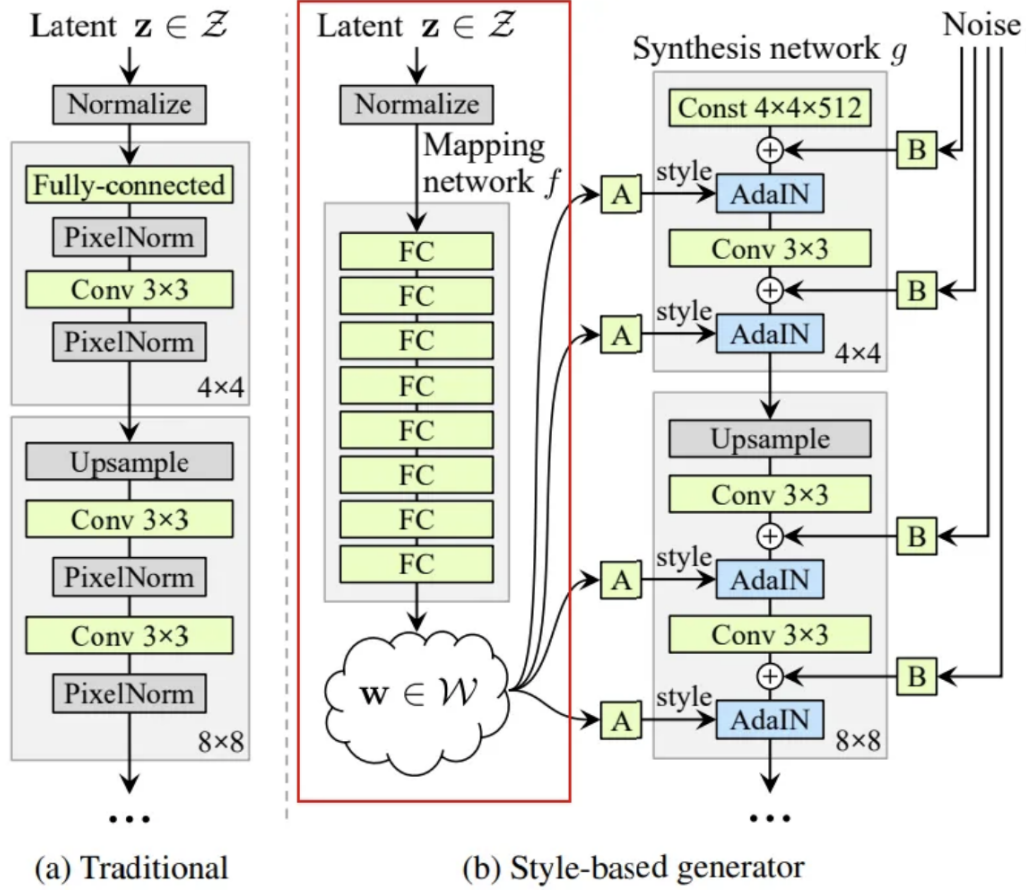 Latent z ∈ 𝒵
Normalize
Fully-connected
PixelNorm
Conv 3×3
PixelNorm
4×4
Upsample
Conv 3×3
PixelNorm
Conv 3×3
PixelNorm
8×8
...
(a) Traditional
Latent z ∈ 𝒵
Normalize
Mapping
network f
FC
FC
FC
FC
FC
FC
FC
FC
w ∈ 𝒲
A
style
A
style
A
style
A
style
Synthesis network g
Const 4×4×512
AdaIN
Conv 3×3
AdaIN
4×4
Upsample
Conv 3×3
AdaIN
Conv 3×3
AdaIN
8×8
...
Noise
B
B
B
B
(b) Style-based generator